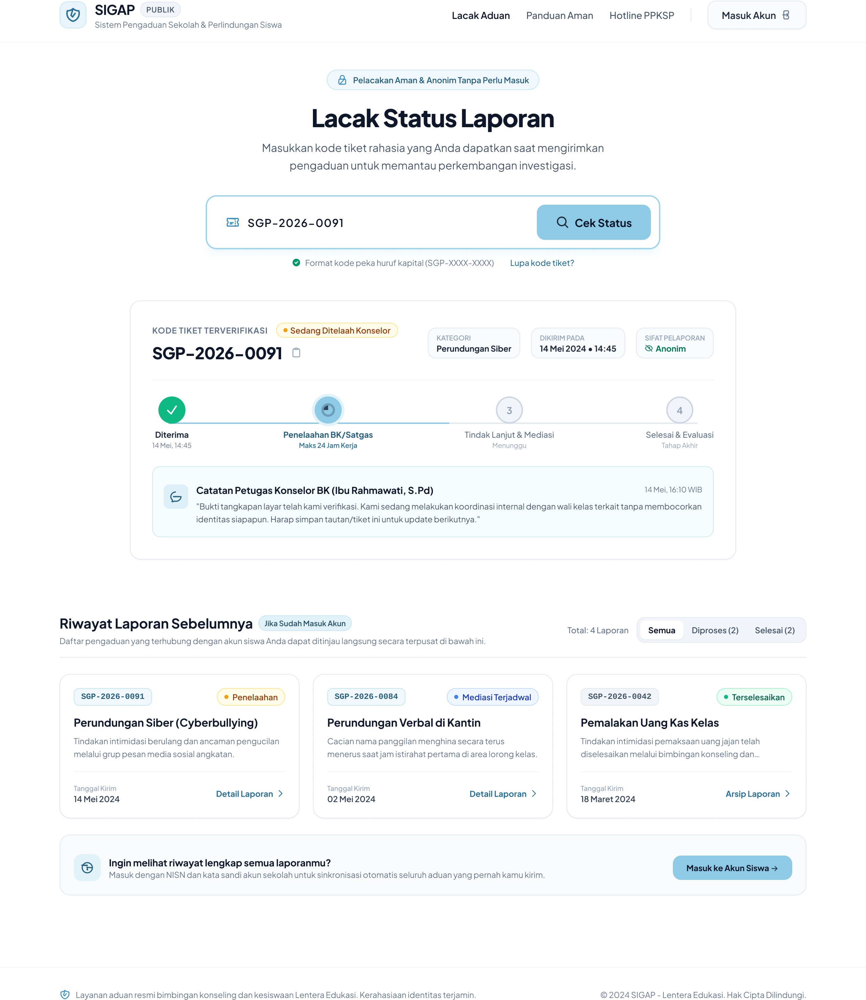 SIGAP PUBLIK
Sistem Pengaduan Sekolah & Perlindungan Siswa
Lacak Aduan
Panduan Aman
Hotline PPKSP
Masuk Akun
Pelacakan Aman & Anonim Tanpa Perlu Masuk
Lacak Status Laporan
Masukkan kode tiket rahasia yang Anda dapatkan saat mengirimkan
pengaduan untuk memantau perkembangan investigasi.
SGP-2026-0091
Cek Status
Format kode peka huruf kapital (SGP-XXXX-XXXX)
Lupa kode tiket?
KODE TIKET TERVERIFIKASI
Sedang Ditelaah Konselor
SGP-2026-0091
KATEGORI
Perundungan Siber
DIKIRIM PADA
14 Mei 2024 • 14:45
SIFAT PELAPORAN
Anonim
Diterima
14 Mei, 14:45
Penelaahan BK/Satgas
Maks 24 Jam Kerja
3
Tindak Lanjut & Mediasi
Menunggu
4
Selesai & Evaluasi
Tahap Akhir
Catatan Petugas Konselor BK (Ibu Rahmawati, S.Pd)
14 Mei, 16:10 WIB
"Bukti tangkapan layar telah kami verifikasi. Kami sedang melakukan koordinasi internal dengan wali kelas terkait tanpa membocorkan
identitas siapapun. Harap simpan tautan/tiket ini untuk update berikutnya."
Riwayat Laporan Sebelumnya
Jika Sudah Masuk Akun
Daftar pengaduan yang terhubung dengan akun siswa Anda dapat ditinjau langsung secara terpusat di bawah ini.
Total: 4 Laporan
Semua
Diproses (2)
Selesai (2)
SGP-2026-0091
Penelaahan
Perundungan Siber (Cyberbullying)
Tindakan intimidasi berulang dan ancaman pengucilan
melalui grup pesan media sosial angkatan.
Tanggal Kirim
14 Mei 2024
Detail Laporan
SGP-2026-0084
Mediasi Terjadwal
Perundungan Verbal di Kantin
Cacian nama panggilan menghina secara terus
menerus saat jam istirahat pertama di area lorong kelas.
Tanggal Kirim
02 Mei 2024
Detail Laporan
SGP-2026-0042
Terselesaikan
Pemalakan Uang Kas Kelas
Tindakan intimidasi pemaksaan uang jajan telah
diselesaikan melalui bimbingan konseling dan...
Tanggal Kirim
18 Maret 2024
Arsip Laporan
Ingin melihat riwayat lengkap semua laporanmu?
Masuk dengan NISN dan kata sandi akun sekolah untuk sinkronisasi otomatis seluruh aduan yang pernah kamu kirim.
Masuk ke Akun Siswa →
Layanan aduan resmi bimbingan konseling dan kesiswaan Lentera Edukasi. Kerahasiaan identitas terjamin.
© 2024 SIGAP - Lentera Edukasi. Hak Cipta Dilindungi.